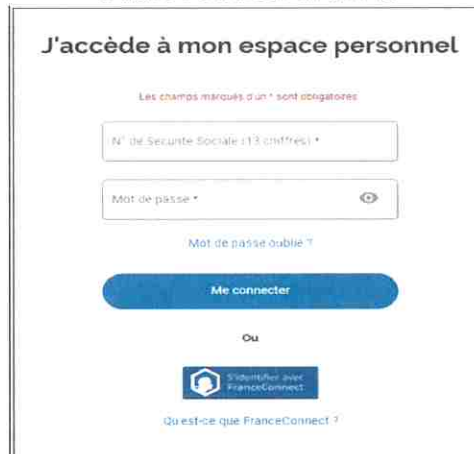 J'accède à mon espace personnel
Les champs marqués d'un * sont obligatoires
N° de Sécurité Sociale (13 chiffres) *
Mot de passe *
Mot de passe oublié ?
Me connecter
Ou
S'identifier avec
FranceConnect
Qu'est-ce que FranceConnect ?